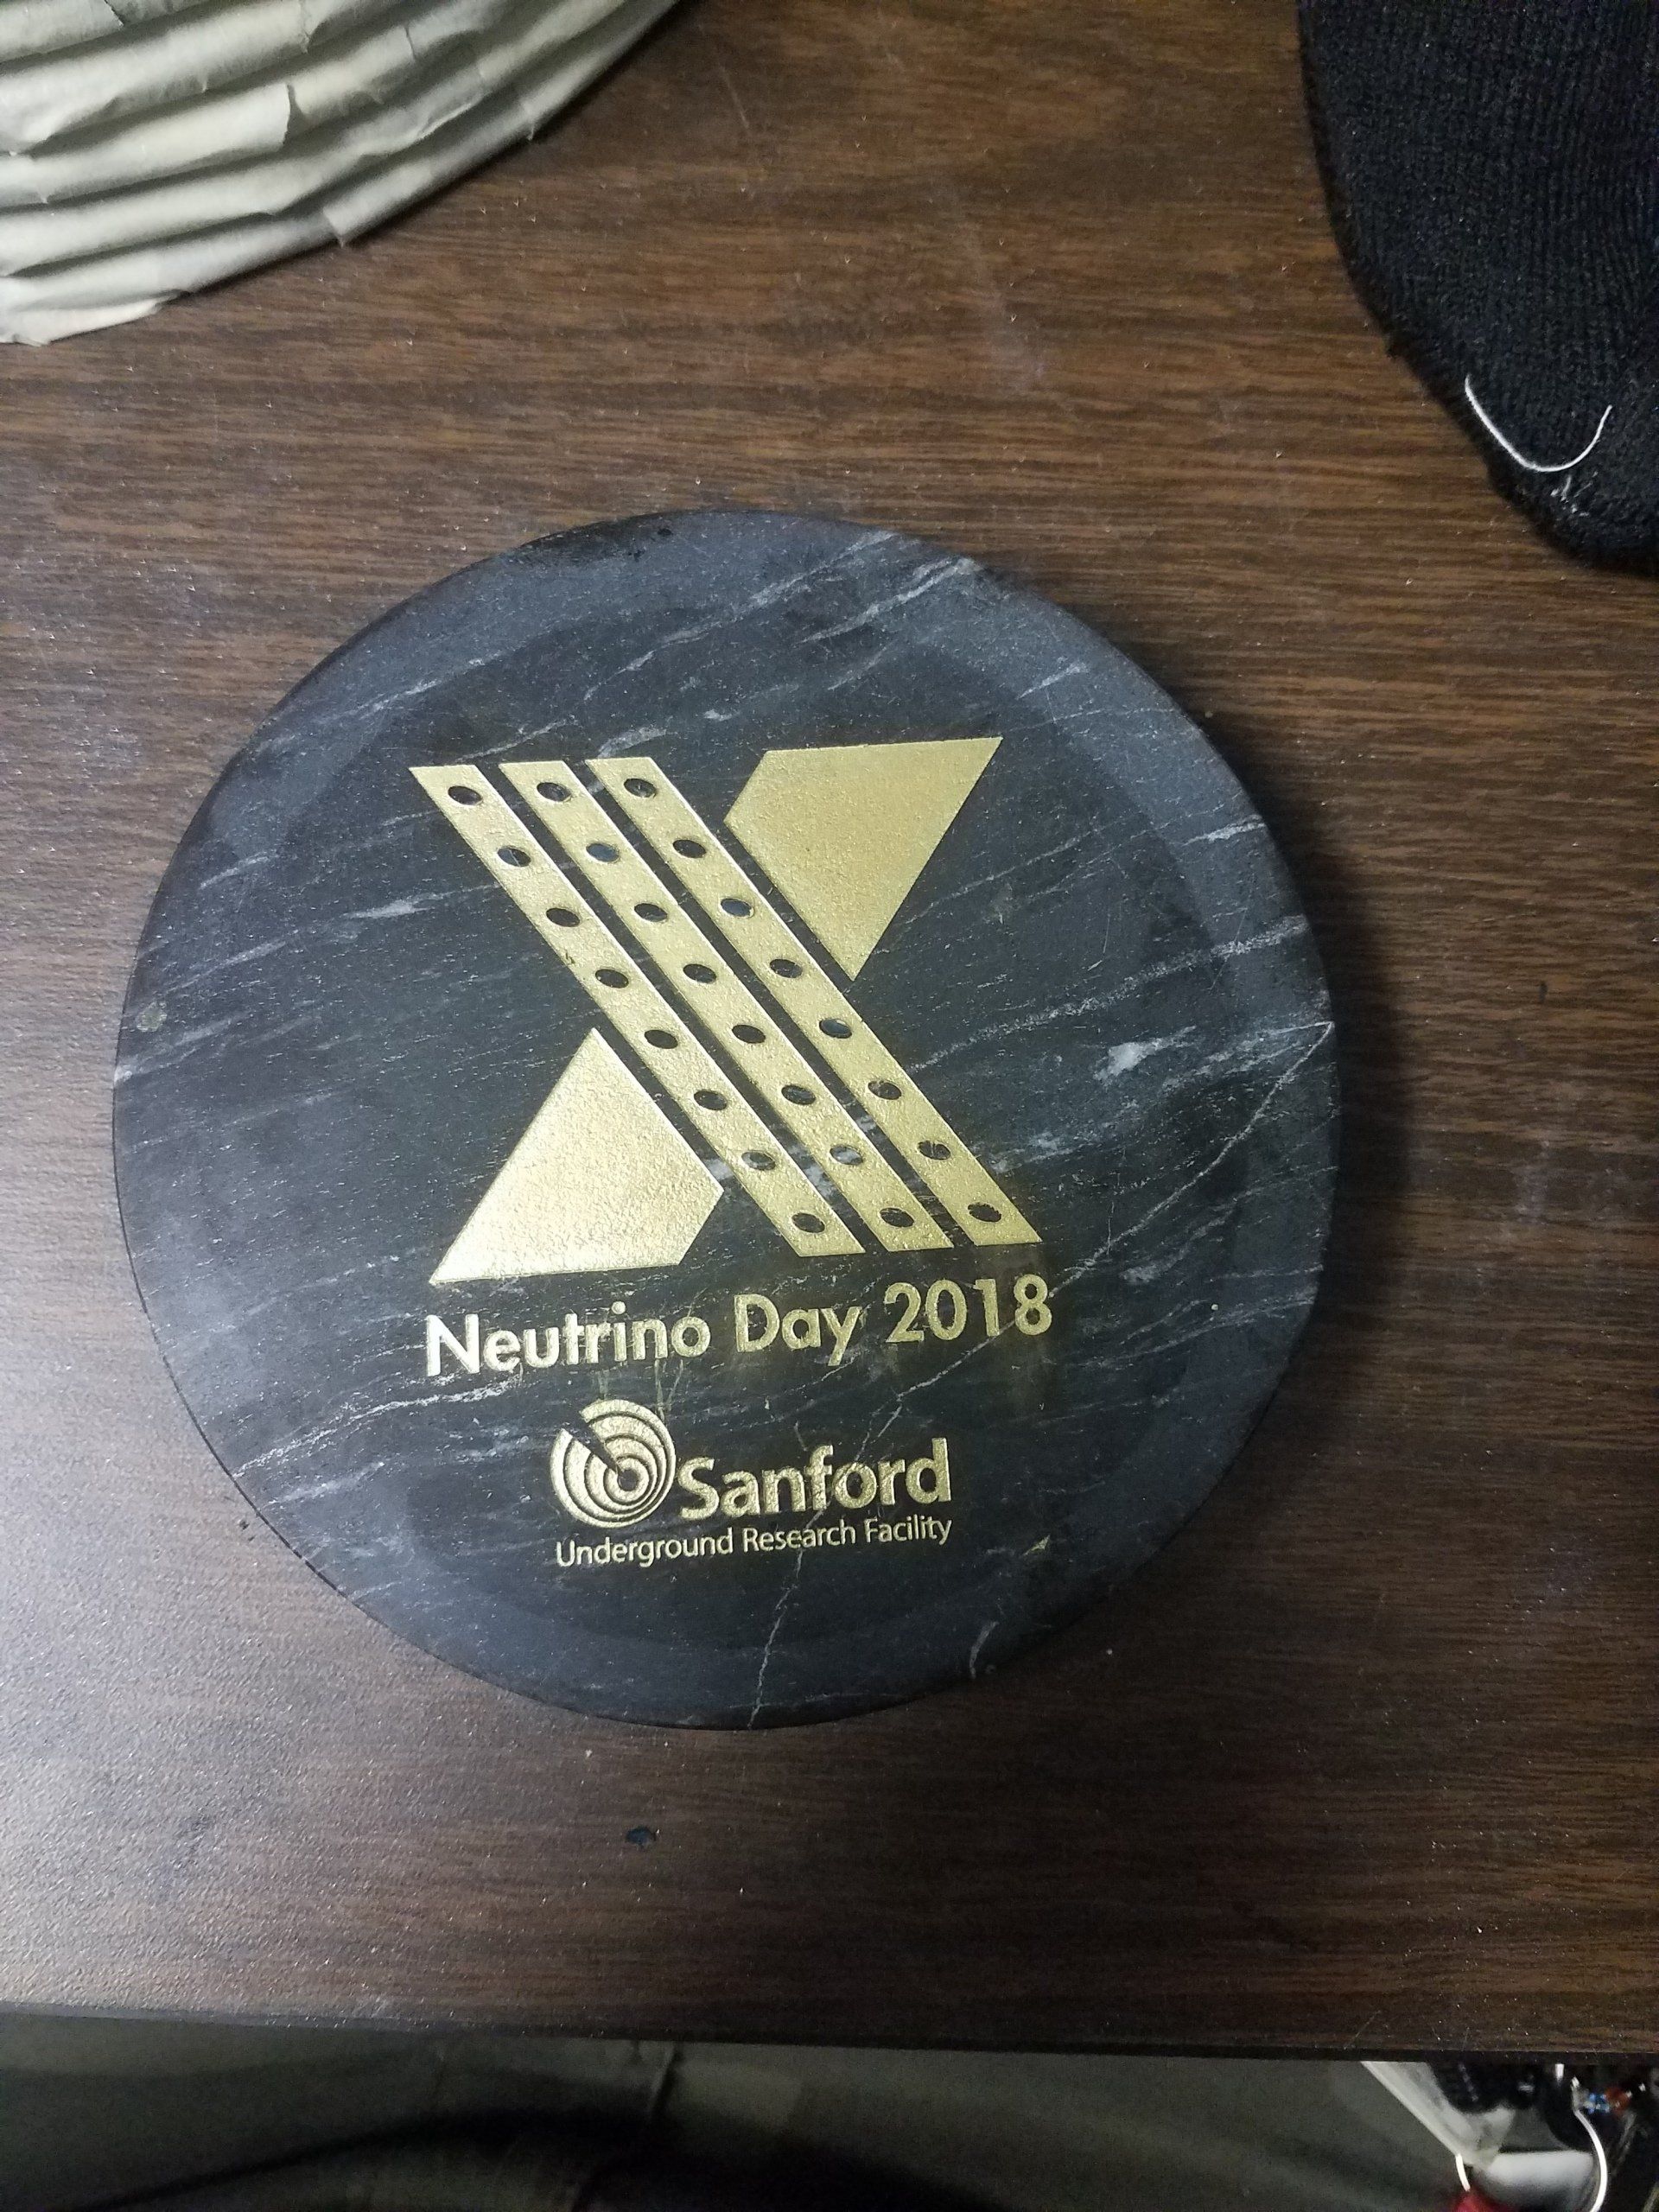 X
Neutrino Day 2018
Sanford
Underground Research Facility